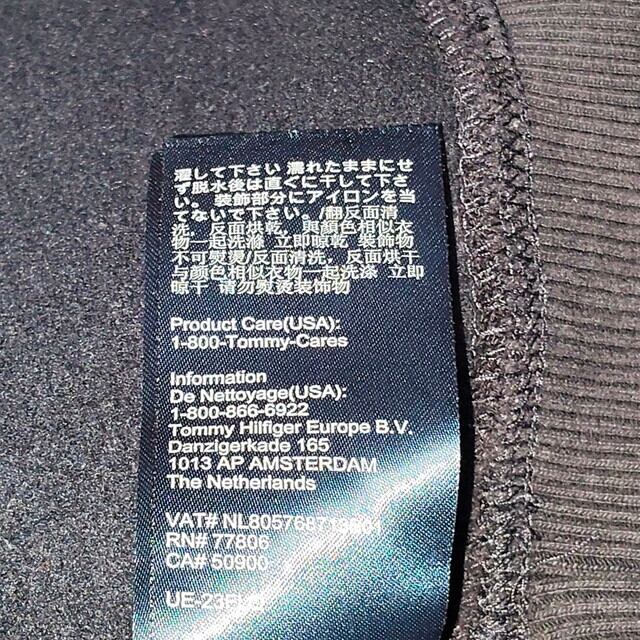 濯して下さい 濡れたままにせ
ず脱水後は直ぐに干して下さ
い。 装飾部分にアイロンを当
てないで下さい。/翻反面清
洗，反面烘乾， 與顏色相似衣
物一起洗滌 立即晾乾 裝飾物
不可熨燙/反面清洗，反面烘干
与颜色相似衣物一起洗涤 立即
晾干 请勿熨烫装饰物
Product Care(USA):
1-800-Tommy-Cares
Information
De Nettoyage(USA):
1-800-866-6922
Tommy Hilfiger Europe B.V.
Danzigerkade 165
1013 AP AMSTERDAM
The Netherlands
VAT#
RN# 77806
CA# 50900